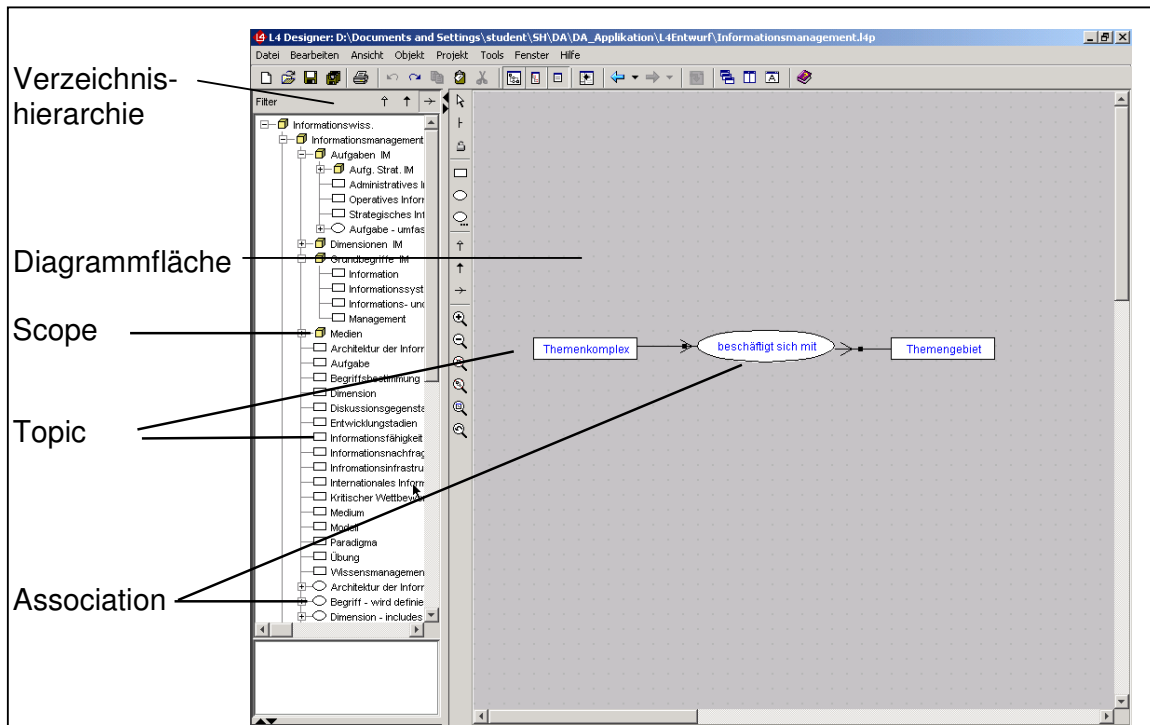 L4 Designer: D:\Documents and Settings\student\SH\DA\DA_Applikation\L4Entwurf\Informationsmanagement.l4p
Datei Bearbeiten Ansicht Objekt Projekt Tools Fenster Hilfe
Verzeichnis-
hierarchie
Filter
Informationswiss.
Informationsmanagement
Aufgaben IM
Aufg. Strat. IM
Administratives I
Operatives Inforr
Strategisches Int
Aufgabe - umfas
Dimensionen IM
Diagrammfläche
Grundbegriffe IM
Information
Informationssyst
Informations- und
Management
Scope
Medien
Architektur der Inforr
Aufgabe
Begriffsbestimmung
Dimension
Diskussionsgegensta
Entwicklungstadien
Topic
Informationsfähigkeit
Informationsnachfrag
Infromationsinfrastru
Internationales Inform
Kritischer Wettbewer
Medium
Modell
Paradigma
Übung
Wissensmanagemen
Association
Architektur der Inforr
Begriff - wird definie
Dimension - includes
Themenkomplex beschäftigt sich mit Themengebiet